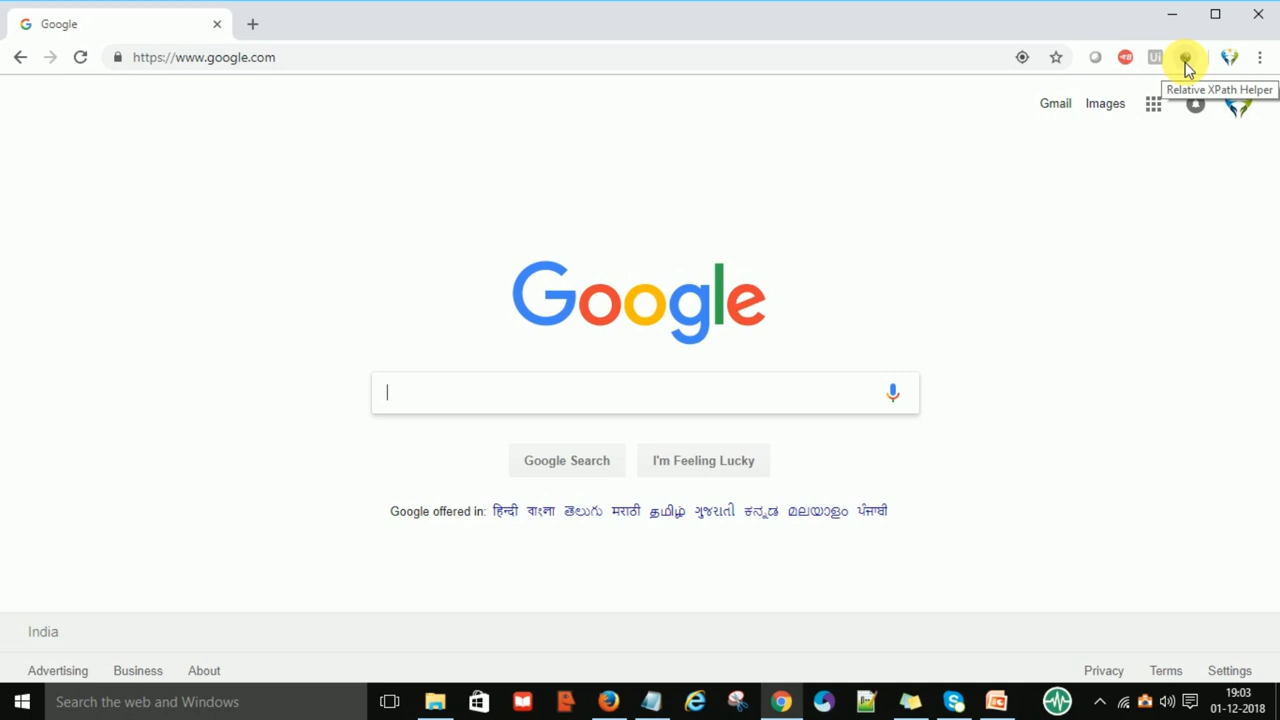 Google
https://www.google.com
Ui
Relative XPath Helper
Gmail Images
Google
Google Search I'm Feeling Lucky
Google offered in: हिन्दी বাংলা తెలుగు मराठी தமிழ் ગુજરાતી ಕನ್ನಡ മലയാളം ਪੰਜਾਬੀ
India
Advertising Business About Privacy Terms Settings
Search the web and Windows
19:03
01-12-2018